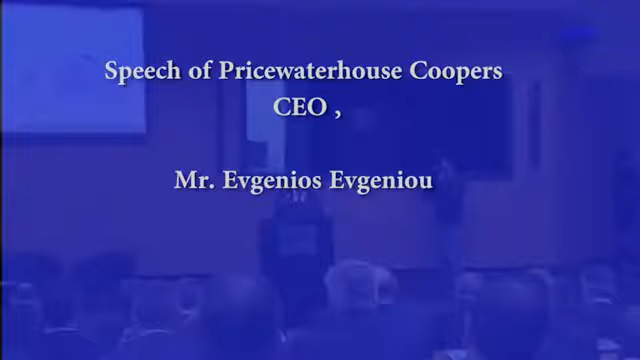 Speech of Pricewaterhouse Coopers
CEO ,
Mr. Evgenios Evgeniou